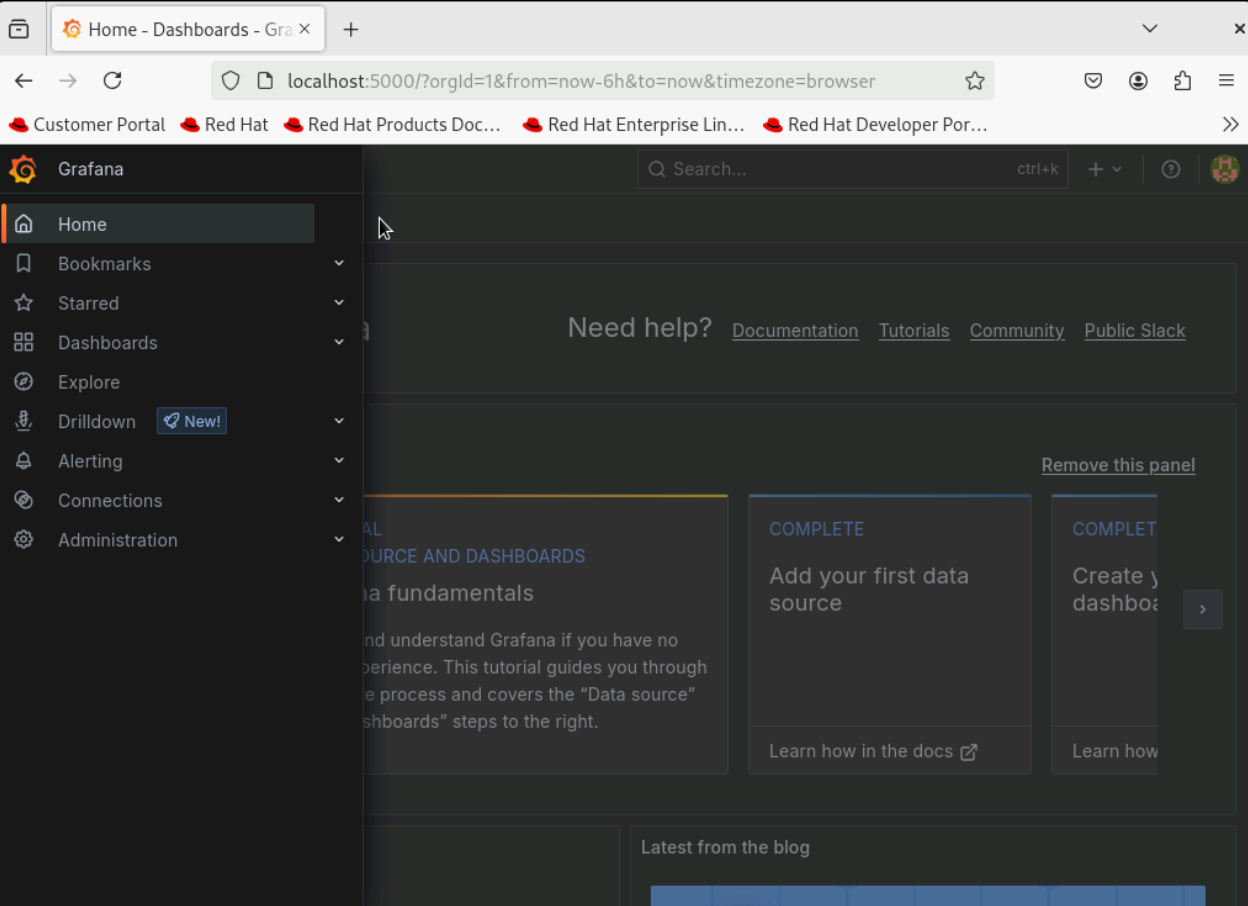 Home - Dashboards - Gra
localhost:5000/?orgId=1&from=now-6h&to=now&timezone=browser
Customer Portal Red Hat Red Hat Products Doc… Red Hat Enterprise Lin… Red Hat Developer Por…
Grafana
Search... ctrl+k
Home
Bookmarks
Starred
Dashboards
Explore
Drilldown New!
Alerting
Connections
Administration
a
Need help? Documentation Tutorials Community Public Slack
Remove this panel
AL
OURCE AND DASHBOARDS
na fundamentals
nd understand Grafana if you have no
perience. This tutorial guides you through
e process and covers the “Data source”
shboards” steps to the right.
COMPLETE
Add your first data
source
Learn how in the docs
COMPLET
Create y
dashboa
Learn how
Latest from the blog